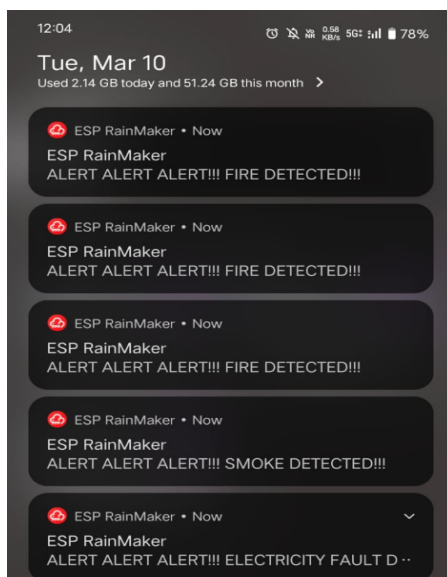 12:04 0.58 KB/s 5G 78%
Tue, Mar 10
Used 2.14 GB today and 51.24 GB this month >
ESP RainMaker • Now
ESP RainMaker
ALERT ALERT ALERT!!! FIRE DETECTED!!!
ESP RainMaker • Now
ESP RainMaker
ALERT ALERT ALERT!!! FIRE DETECTED!!!
ESP RainMaker • Now
ESP RainMaker
ALERT ALERT ALERT!!! FIRE DETECTED!!!
ESP RainMaker • Now
ESP RainMaker
ALERT ALERT ALERT!!! SMOKE DETECTED!!!
ESP RainMaker • Now
ESP RainMaker
ALERT ALERT ALERT!!! ELECTRICITY FAULT D ··